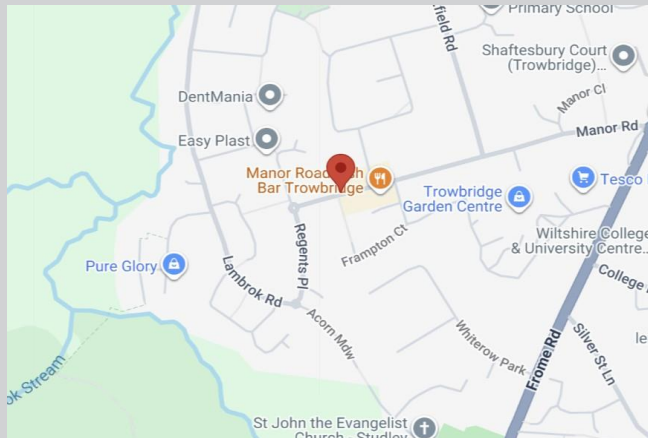 Primary School
field Rd
Shaftesbury Court
(Trowbridge)...
DentMania
Manor Cl
Manor Rd
Easy Plast
Manor Road
Bar Trowbridge
Trowbridge
Garden Centre
Tesco
Wiltshire College
& University Centre...
Regents Pl
Frampton Ct
College
Pure Glory
Lambrok Rd
Acorn Mdw
Whiterow Park
Frome Rd
Silver St Ln
ok Stream
St John the Evangelist
Church - Studley